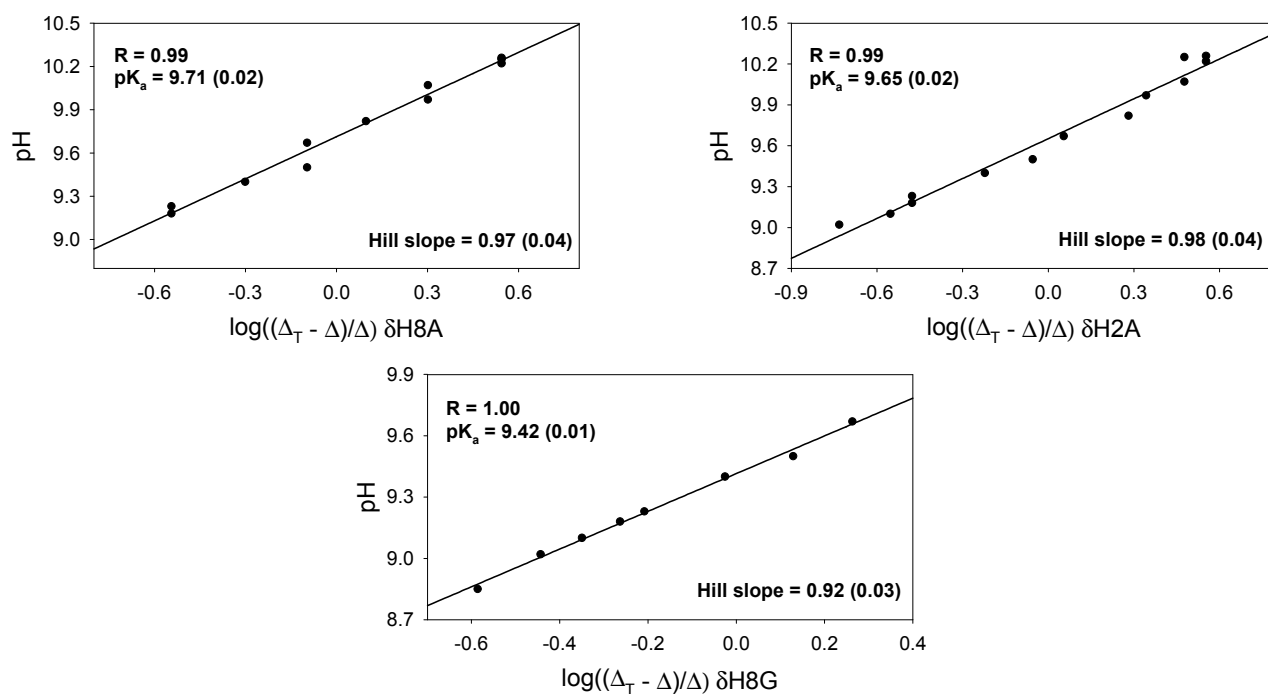 10.5
10.2
9.9
9.6
9.3
9.0
pH
R = 0.99
pKₐ = 9.71 (0.02)
Hill slope = 0.97 (0.04)
-0.6 -0.3 0.0 0.3 0.6
log((Δ_T - Δ)/Δ) δH8A
10.5
10.2
9.9
9.6
9.3
9.0
8.7
pH
R = 0.99
pKₐ = 9.65 (0.02)
Hill slope = 0.98 (0.04)
-0.9 -0.6 -0.3 0.0 0.3 0.6
log((Δ_T - Δ)/Δ) δH2A
9.9
9.6
9.3
9.0
8.7
pH
R = 1.00
pKₐ = 9.42 (0.01)
Hill slope = 0.92 (0.03)
-0.6 -0.4 -0.2 0.0 0.2 0.4
log((Δ_T - Δ)/Δ) δH8G